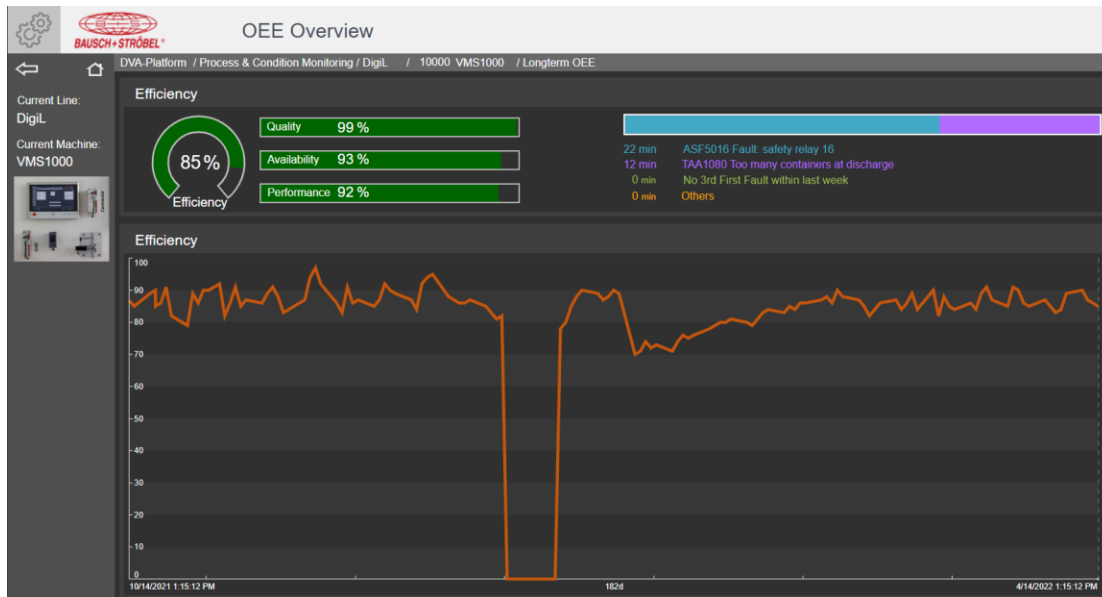 BAUSCH+STRÖBEL®
OEE Overview
DVA-Platform / Process & Condition Monitoring / DigiL / 10000 VMS1000 / Longterm OEE
Current Line:
DigiL
Current Machine:
VMS1000
Efficiency
85%
Efficiency
Quality 99 %
Availability 93 %
Performance 92 %
22 min ASF5016 Fault: safety relay 16
12 min TAA1080 Too many containers at discharge
0 min No 3rd First Fault within last week
0 min Others
Efficiency
100
90
80
70
60
50
40
30
20
10
0
10/14/2021 1:15:12 PM 182d 4/14/2022 1:15:12 PM